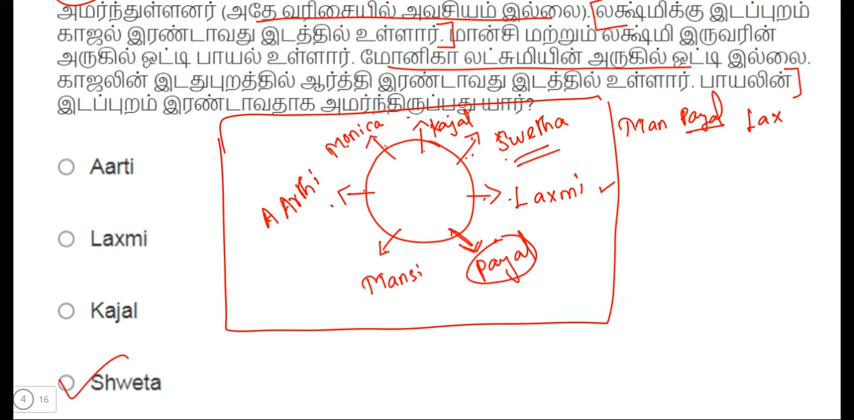 அமர்ந்துள்ளனர் (அதே வரிசையில் அவசியம் இல்லை). லக்ஷ்மிக்கு இடப்புறம்
காஜல் இரண்டாவது இடத்தில் உள்ளார். மான்சி மற்றும் லக்ஷ்மி இருவரின்
அருகில் ஒட்டி பாயல் உள்ளார். மோனிகா லட்சுமியின் அருகில் ஒட்டி இல்லை.
காஜலின் இடதுபுறத்தில் ஆர்த்தி இரண்டாவது இடத்தில் உள்ளார். பாயலின்
இடப்புறம் இரண்டாவதாக அமர்ந்திருப்பது யார்?
Man Payal Lax
Monica Kajal Swetha
AArthi Laxmi
Mansi Payal
Aarti
Laxmi
Kajal
Shweta
4 16